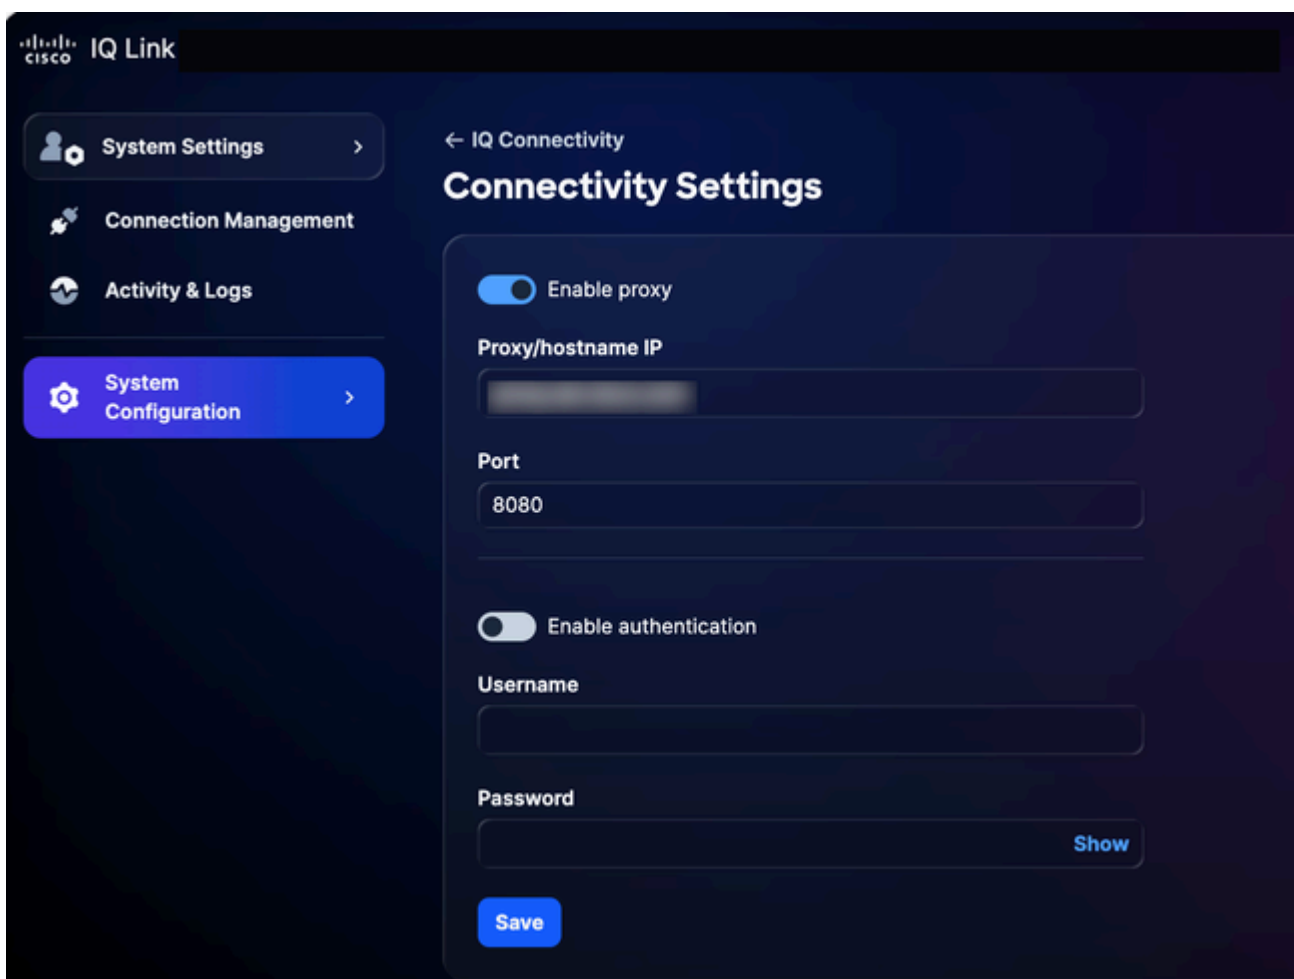 CISCO IQ Link
System Settings
Connection Management
Activity & Logs
System
Configuration
← IQ Connectivity
Connectivity Settings
Enable proxy
Proxy/hostname IP
Port
8080
Enable authentication
Username
Password
Show
Save